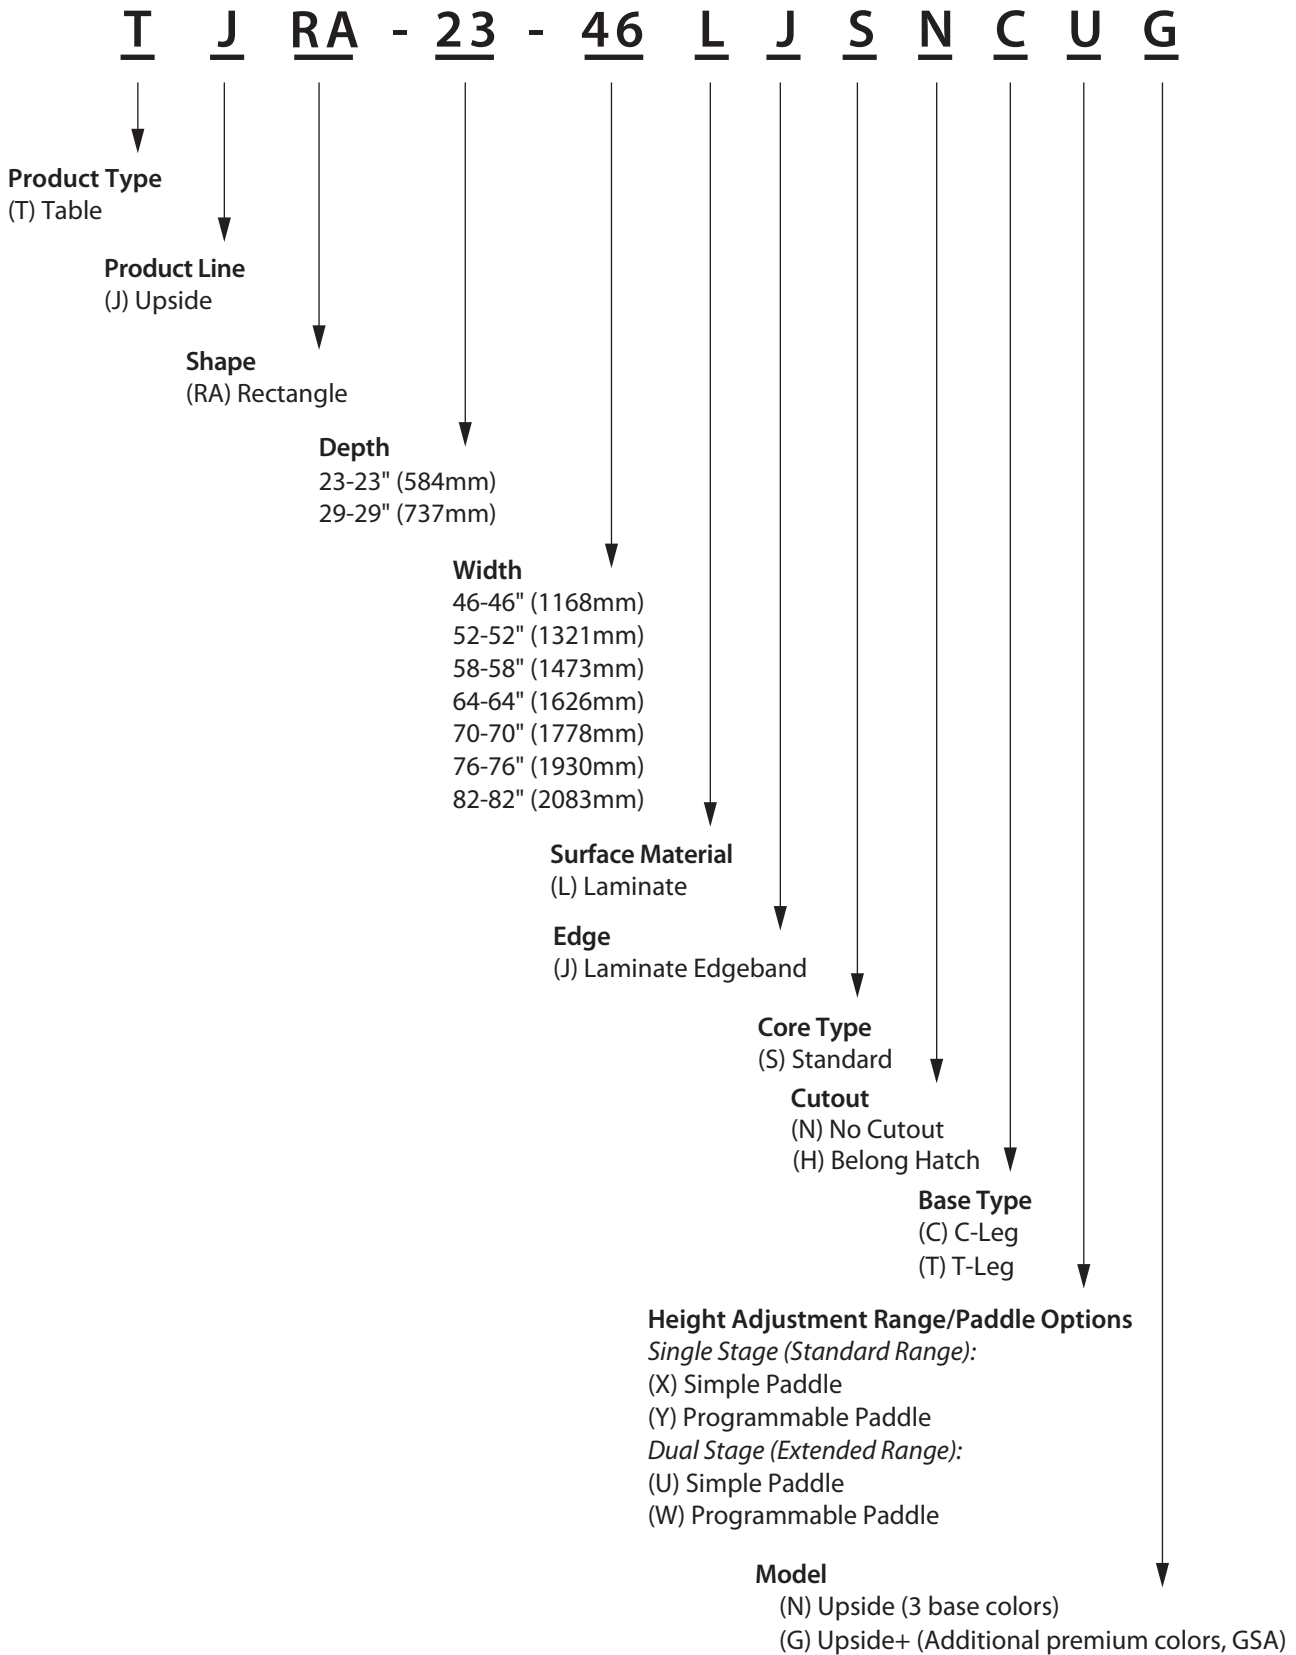 T J RA - 23 - 46 L J S N C U G
Product Type
(T) Table
Product Line
(J) Upside
Shape
(RA) Rectangle
Depth
23-23" (584mm)
29-29" (737mm)
Width
46-46" (1168mm)
52-52" (1321mm)
58-58" (1473mm)
64-64" (1626mm)
70-70" (1778mm)
76-76" (1930mm)
82-82" (2083mm)
Surface Material
(L) Laminate
Edge
(J) Laminate Edgeband
Core Type
(S) Standard
Cutout
(N) No Cutout
(H) Belong Hatch
Base Type
(C) C-Leg
(T) T-Leg
Height Adjustment Range/Paddle Options
Single Stage (Standard Range):
(X) Simple Paddle
(Y) Programmable Paddle
Dual Stage (Extended Range):
(U) Simple Paddle
(W) Programmable Paddle
Model
(N) Upside (3 base colors)
(G) Upside+ (Additional premium colors, GSA)